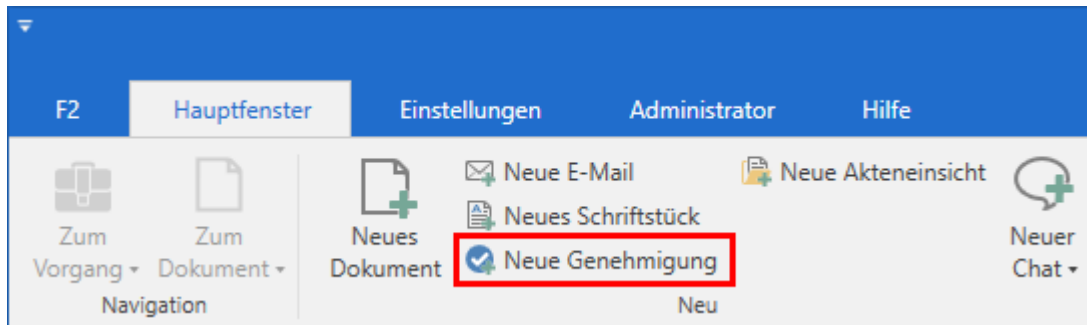 F2 Hauptfenster Einstellungen Administrator Hilfe
Neue E-Mail Neue Akteneinsicht
Neues Schriftstück
Zum Vorgang
Zum Dokument
Neues Dokument
Neue Genehmigung
Neuer Chat
Navigation Neu